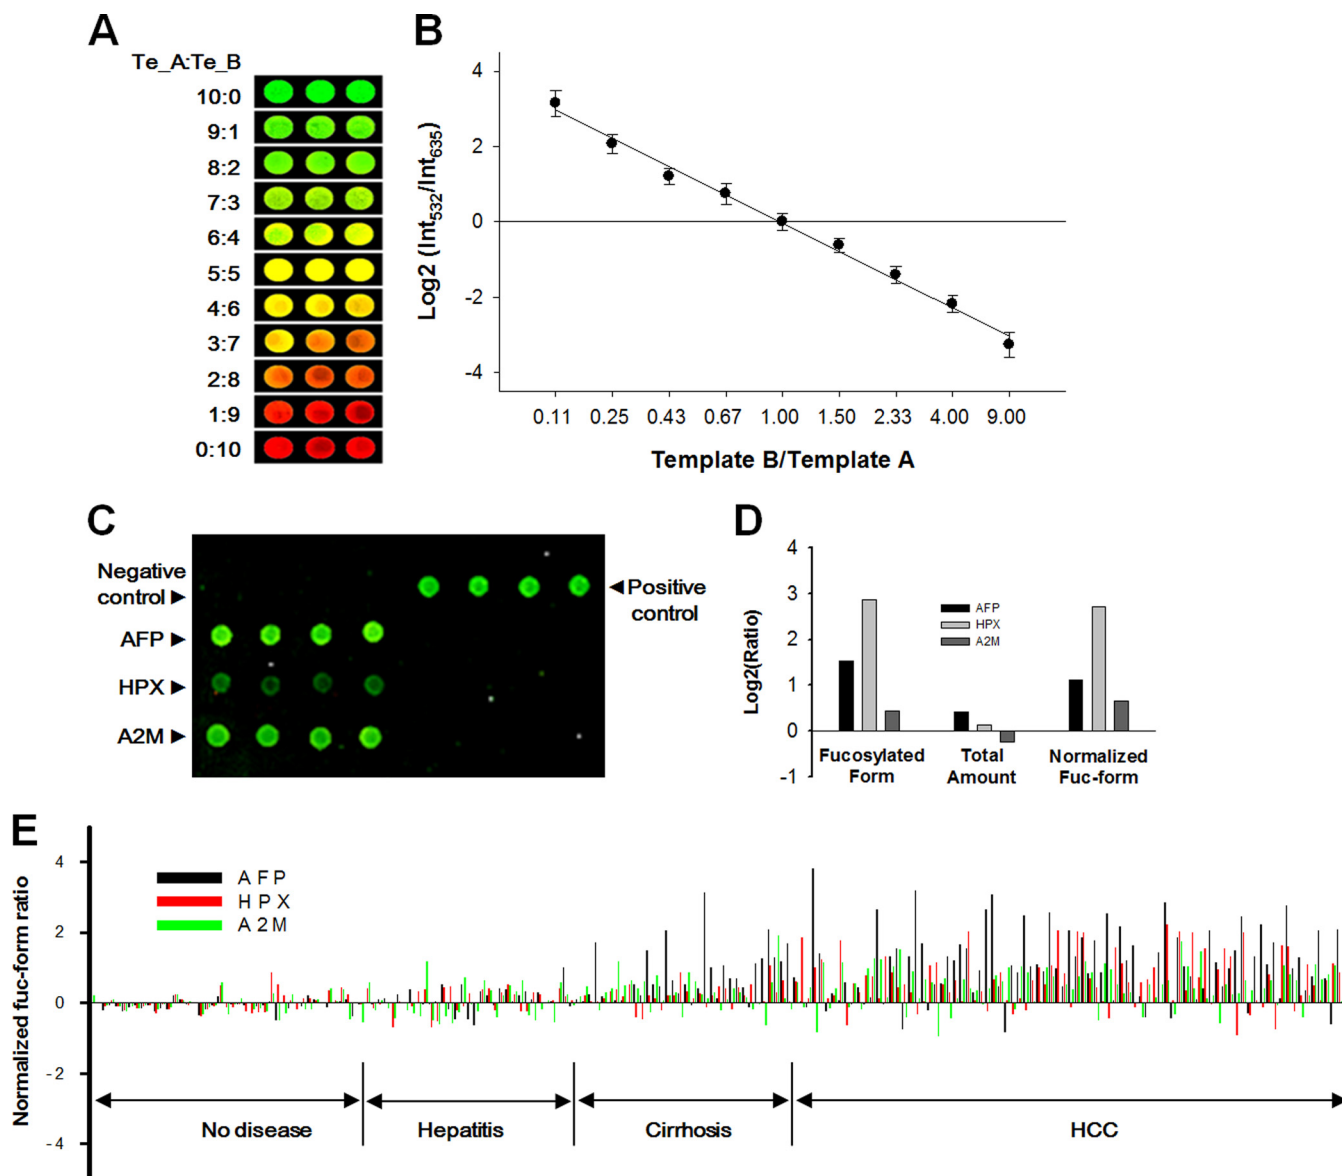 A
Te_A:Te_B
10:0
9:1
8:2
7:3
6:4
5:5
4:6
3:7
2:8
1:9
0:10
B
Log2 (Int532/Int635)
4
2
0
-2
-4
0.11 0.25 0.43 0.67 1.00 1.50 2.33 4.00 9.00
Template B/Template A
C
Negative
control
AFP
HPX
A2M
Positive
control
D
Log2(Ratio)
4
3
2
1
0
-1
AFP
HPX
A2M
Fucosylated
Form
Total
Amount
Normalized
Fuc-form
E
Normalized fuc-form ratio
4
2
0
-2
-4
AFP
HPX
A2M
No disease
Hepatitis
Cirrhosis
HCC